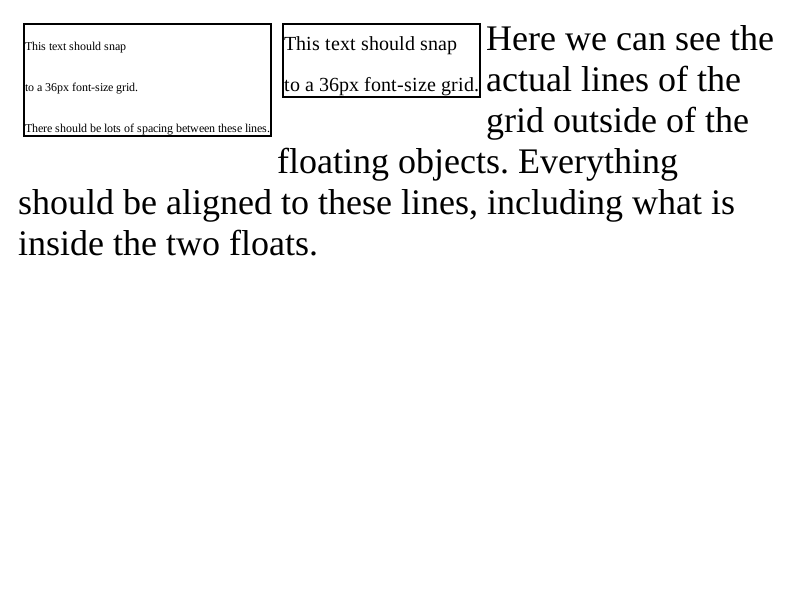 This text should snap
to a 36px font-size grid.
There should be lots of spacing between these lines.
This text should snap
to a 36px font-size grid.
Here we can see the
actual lines of the
grid outside of the
floating objects. Everything
should be aligned to these lines, including what is
inside the two floats.